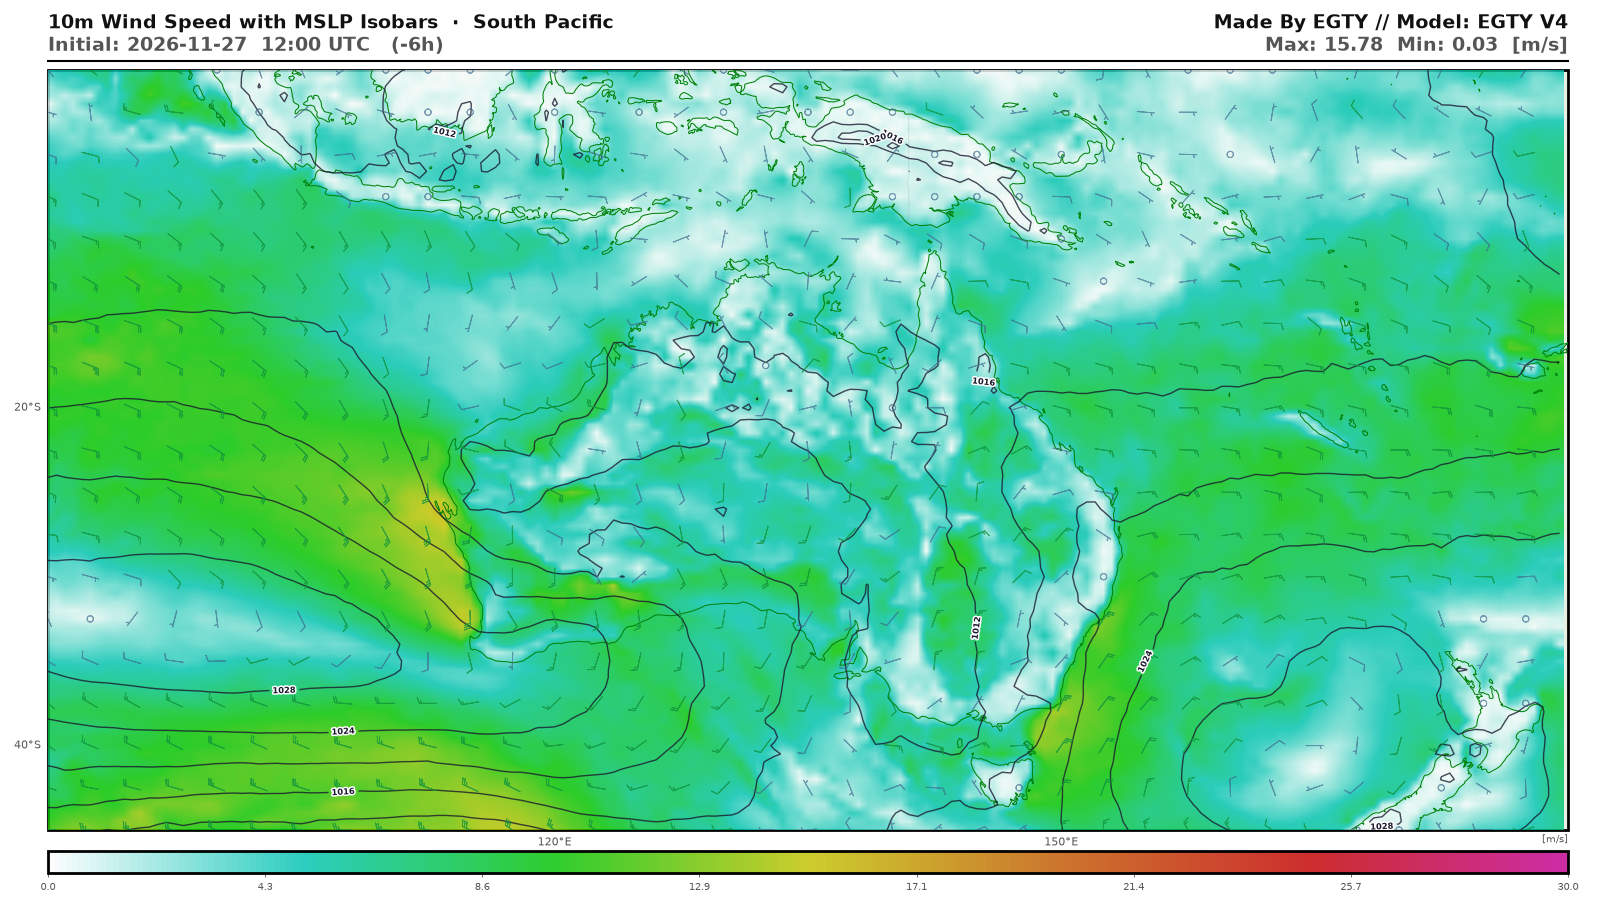 10m Wind Speed with MSLP Isobars · South Pacific
Made By EGTY // Model: EGTY V4
Initial: 2026-11-27 12:00 UTC (-6h)
Max: 15.78 Min: 0.03 [m/s]
1012
1020
1016
1016
20°S
1012
1024
1028
1024
40°S
1016
1028
120°E
150°E
[m/s]
0.0
4.3
8.6
12.9
17.1
21.4
25.7
30.0